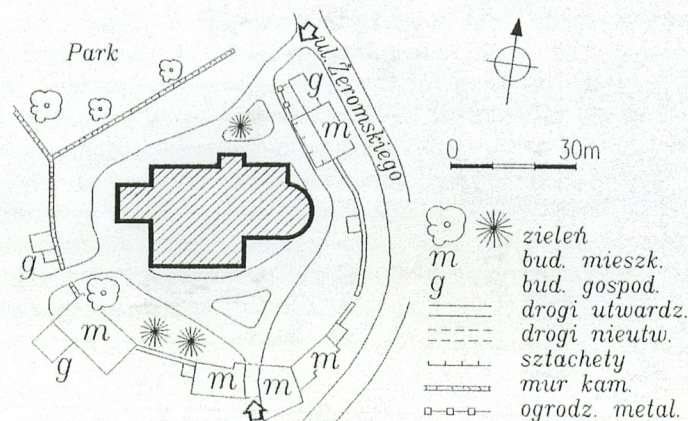 Park
ul. Żeromskiego
g
m
0 30m
g
m
g
m
m
m
zieleń
m bud. mieszk.
g bud. gospod.
drogi utwardz.
drogi nieutw.
sztachety
mur kam.
ogrodz. metal.